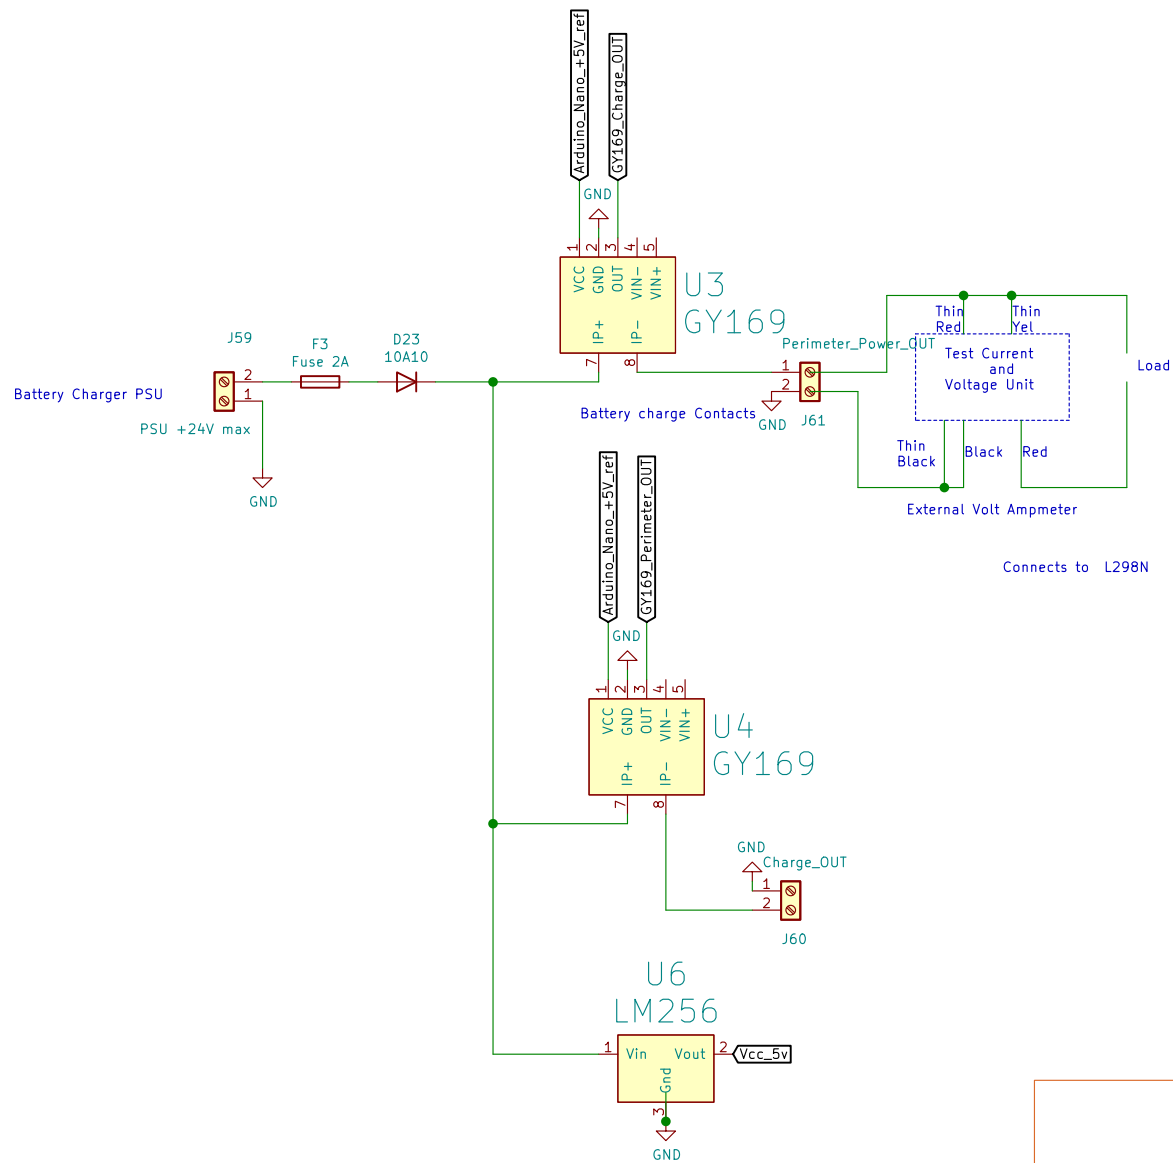 Arduino_Nano_+5V_ref
GY169_Charge_OUT
GND
1
2
3
4
5
VCC
GND
OUT
VIN-
VIN+
IP+
IP-
7
8
U3
GY169
J59
2
1
PSU +24V max
Battery Charger PSU
GND
F3
Fuse 2A
D23
10A10
Perimeter_Power_OUT
1
2
GND
J61
Battery charge Contacts
Thin
Red
Thin
Yel
Test Current
and
Voltage Unit
Load
Thin
Black
Black
Red
External Volt Ampmeter
Connects to  L298N
Arduino_Nano_+5V_ref
GY169_Perimeter_OUT
GND
1
2
3
4
5
VCC
GND
OUT
VIN-
VIN+
IP+
IP-
7
8
U4
GY169
GND
Charge_OUT
1
2
J60
U6
LM256
1
Vin
Vout
2
Vcc_5v
Gnd
3
GND